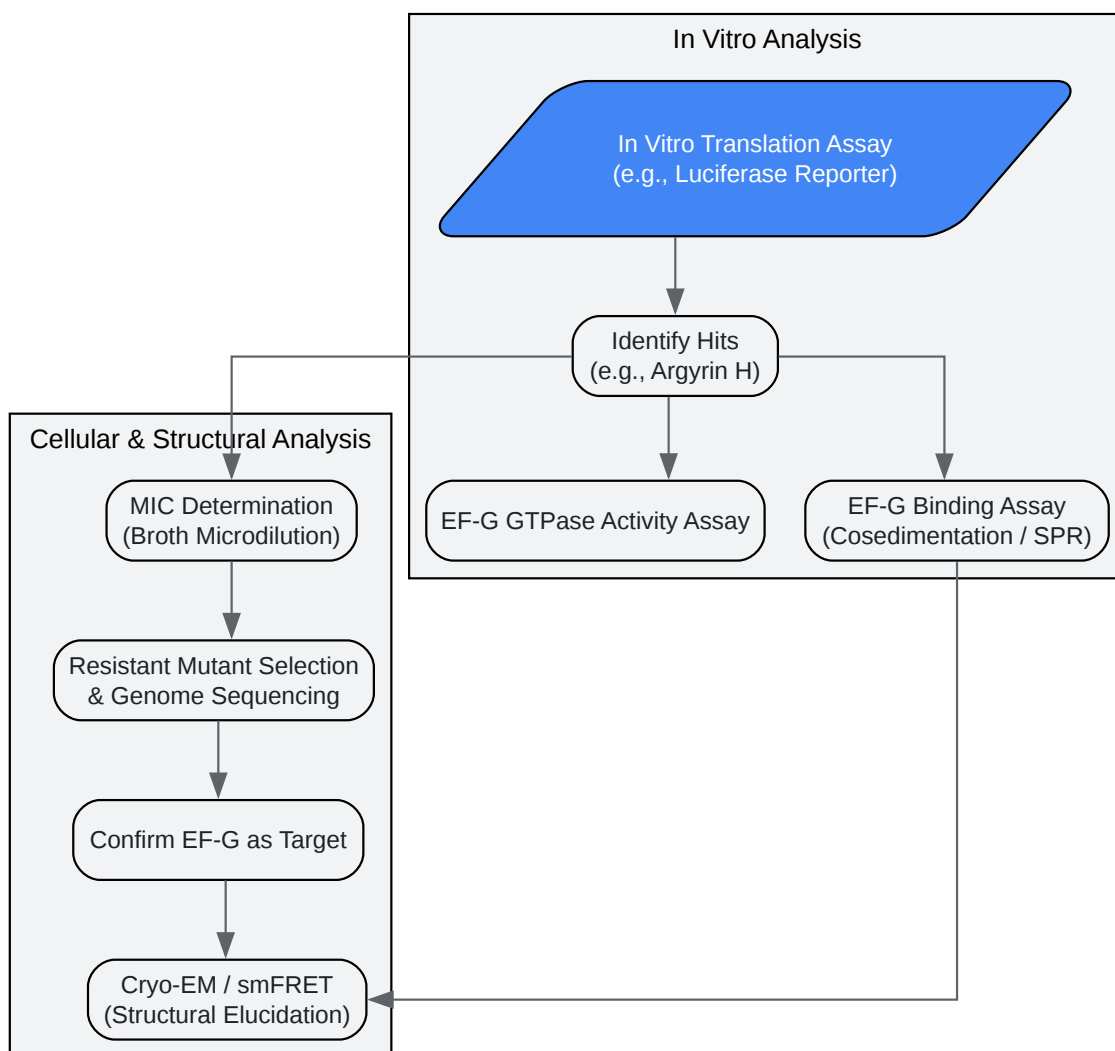 In Vitro Analysis
In Vitro Translation Assay
(e.g., Luciferase Reporter)
Identify Hits
(e.g., Argyrin H)
Cellular & Structural Analysis
MIC Determination
(Broth Microdilution)
EF-G GTPase Activity Assay
EF-G Binding Assay
(Cosedimentation / SPR)
Resistant Mutant Selection
& Genome Sequencing
Confirm EF-G as Target
Cryo-EM / smFRET
(Structural Elucidation)